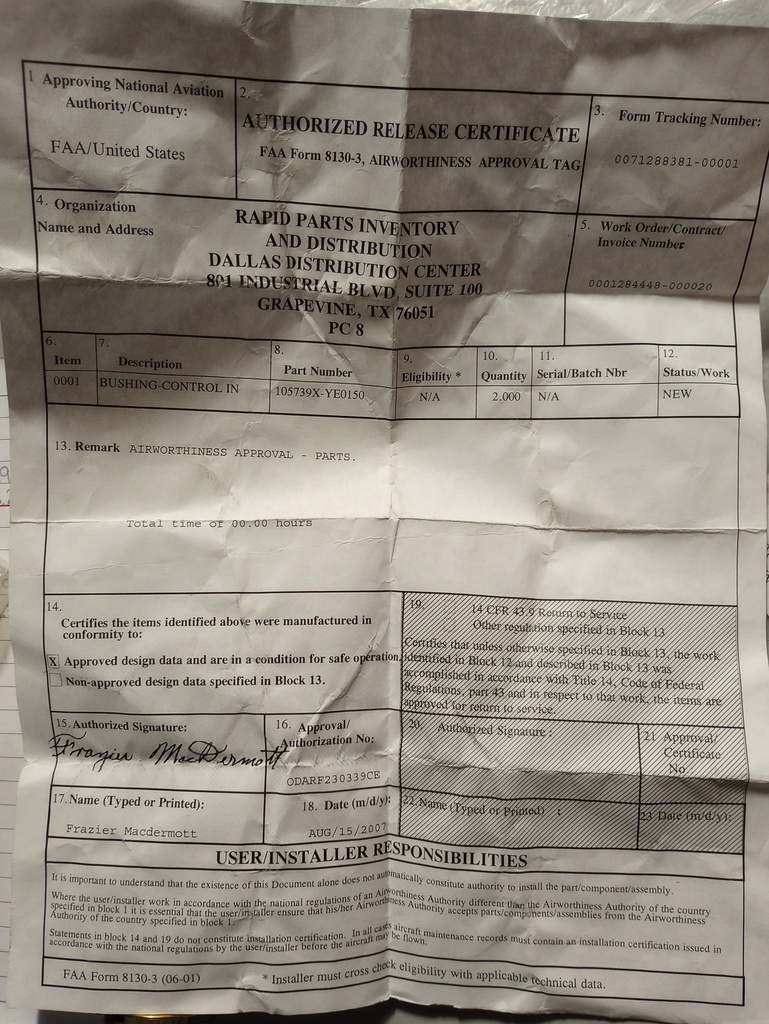 1 Approving National Aviation
Authority/Country:
FAA/United States
2.
AUTHORIZED RELEASE CERTIFICATE
FAA Form 8130-3, AIRWORTHINESS APPROVAL TAG
3. Form Tracking Number:
0071288381-00001
4. Organization
Name and Address
RAPID PARTS INVENTORY
AND DISTRIBUTION
DALLAS DISTRIBUTION CENTER
801 INDUSTRIAL BLVD, SUITE 100
GRAPEVINE, TX 76051
PC 8
5. Work Order/Contract/
Invoice Number
0001284448-000020
6.
Item
7.
Description
8.
Part Number
9.
Eligibility *
10.
Quantity
11.
Serial/Batch Nbr
12.
Status/Work
0001 BUSHING-CONTROL IN 105739X-YE0150 N/A 2.000 N/A NEW
13. Remark AIRWORTHINESS APPROVAL - PARTS.
Total time of 00.00 hours
14.
Certifies the items identified above were manufactured in
conformity to:
X Approved design data and are in a condition for safe operation.
Non-approved design data specified in Block 13.
19. 14 CFR 43.9 Return to Service
Other regulation specified in Block 13
Certifies that unless otherwise specified in Block 13, the work
identified in Block 12 and described in Block 13 was
accomplished in accordance with Title 14, Code of Federal
Regulations, part 43 and in respect to that work, the items are
approved for return to service.
15. Authorized Signature:
Frazier MacDermott
16. Approval/
Authorization No:
ODARF230339CE
20. Authorized Signature :
21 Approval/
Certificate
No
17. Name (Typed or Printed):
Frazier Macdermott
18. Date (m/d/y):
AUG/15/2007
22. Name (Typed or Printed) :
23 Date (m/d/y):
USER/INSTALLER RESPONSIBILITIES
It is important to understand that the existence of this Document alone does not automatically constitute authority to install the part/component/assembly.
Where the user/installer work in accordance with the national regulations of an Airworthiness Authority different than the Airworthiness Authority of the country
specified in block 1 it is essential that the user/installer ensure that his/her Airworthiness Authority accepts parts/components/assemblies from the Airworthiness
Authority of the country specified in block 1.
Statements in block 14 and 19 do not constitute installation certification. In all cases aircraft maintenance records must contain an installation certification issued in
accordance with the national regulations by the user/installer before the aircraft may be flown.
FAA Form 8130-3 (06-01)
* Installer must cross check eligibility with applicable technical data.